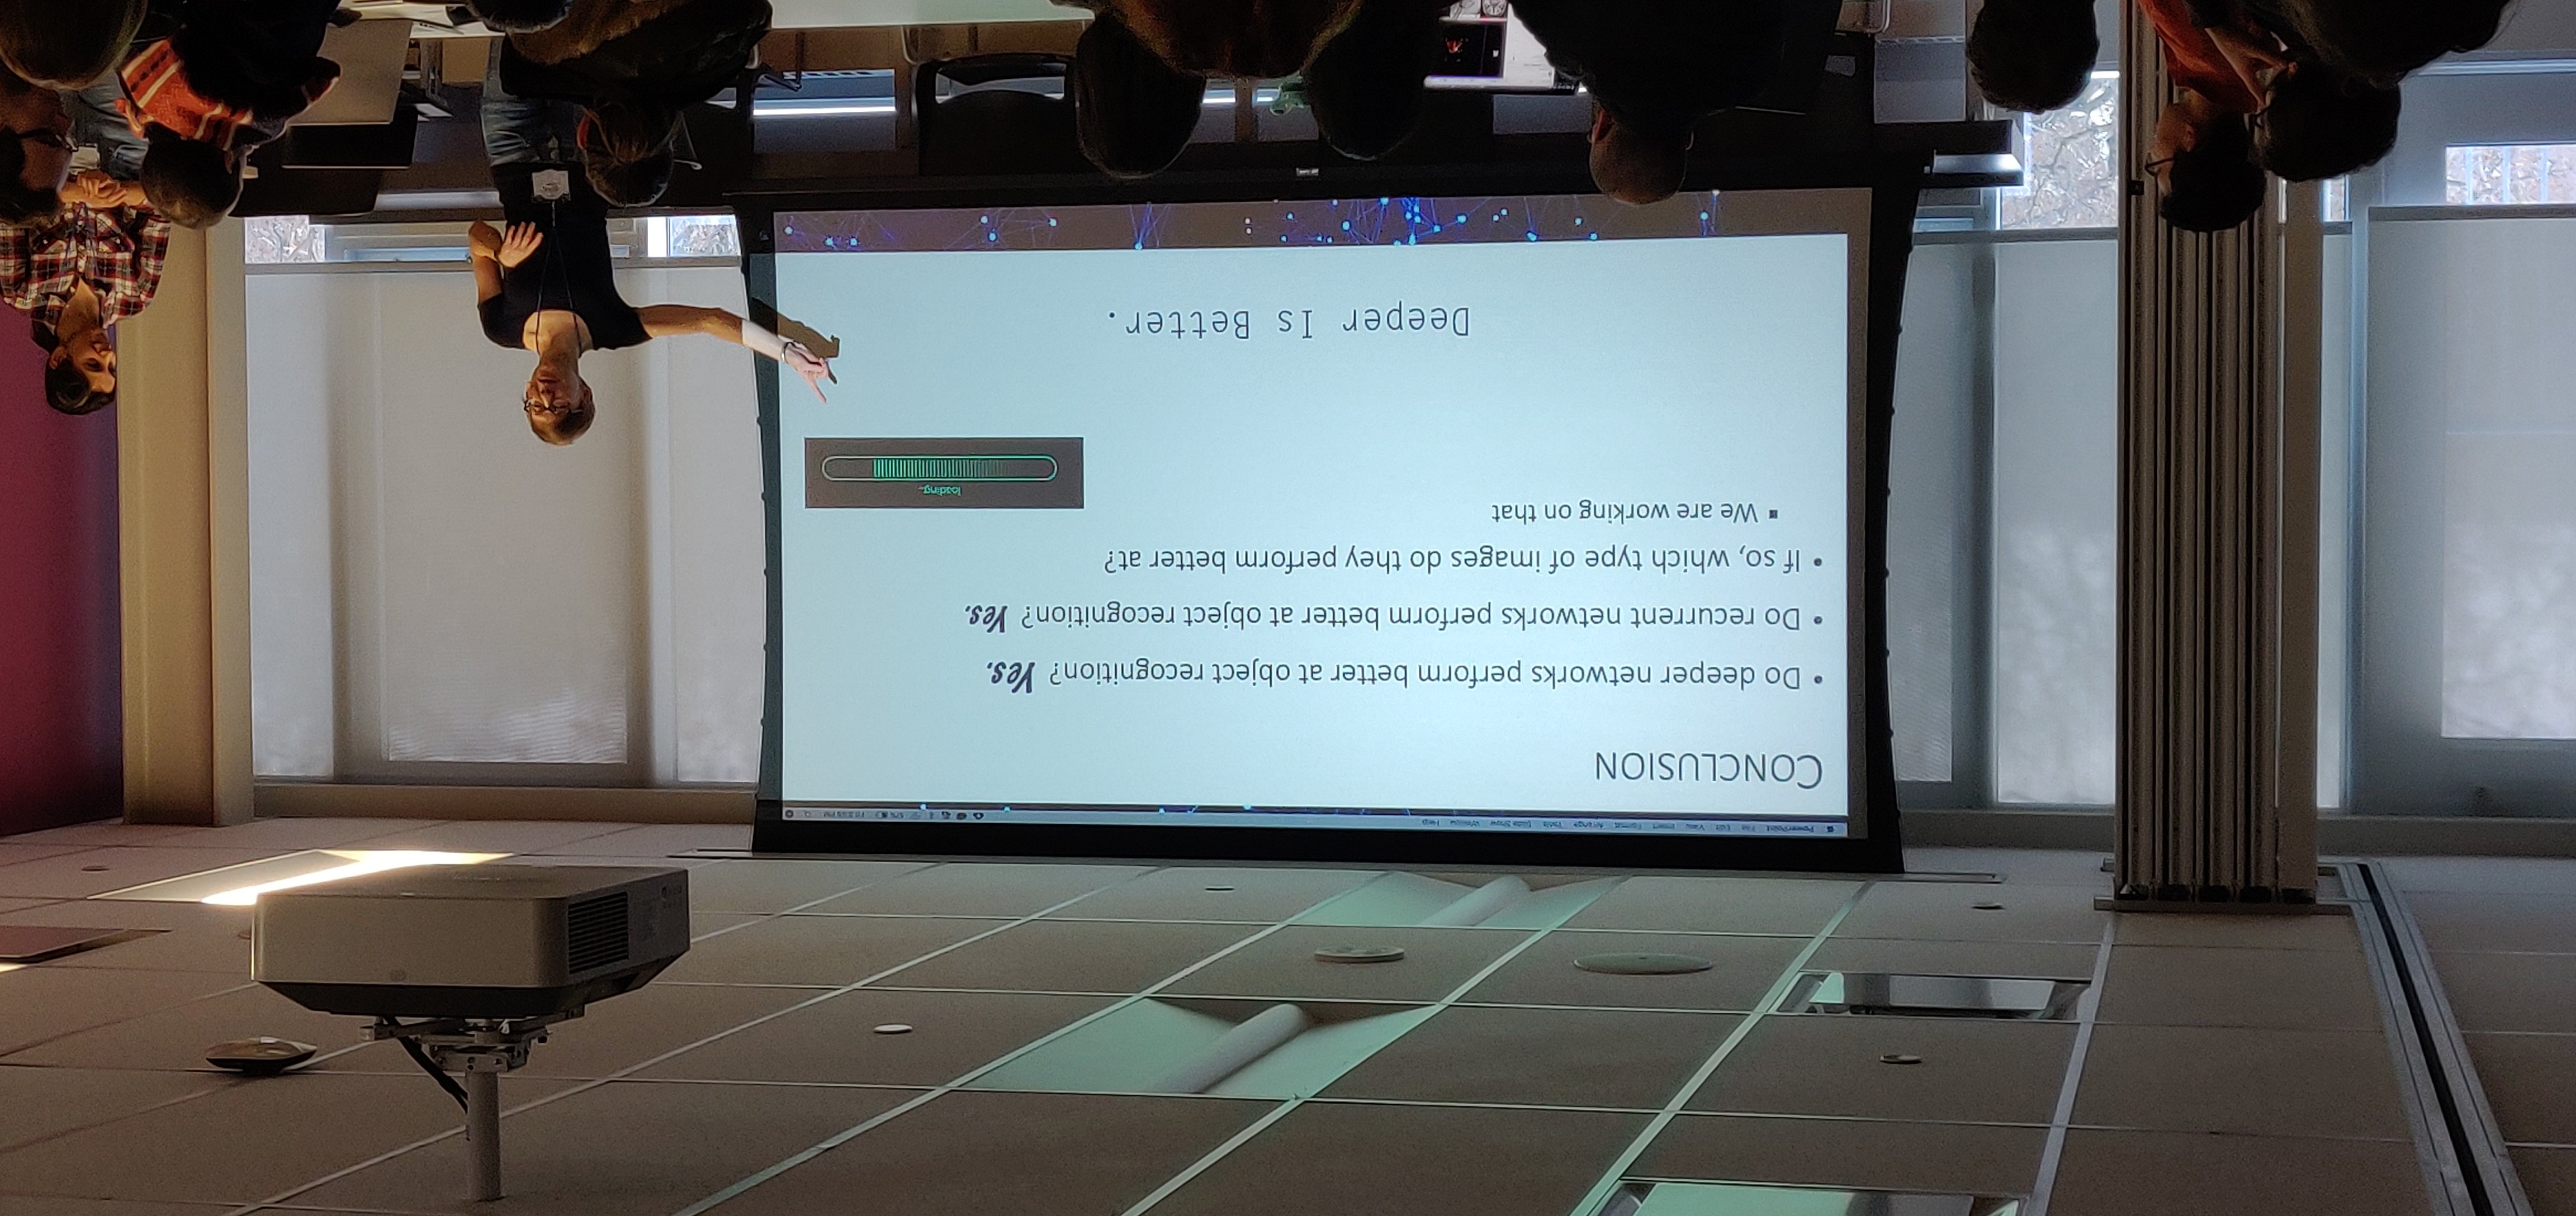 PowerPoint File Edit View Insert Format Arrange Tools Slide Show Window Help
CONCLUSION
• Do deeper networks perform better at object recognition? Yes.
• Do recurrent networks perform better at object recognition? Yes.
• If so, which type of images do they perform better at?
▪ We are working on that
loading..
Deeper Is Better.